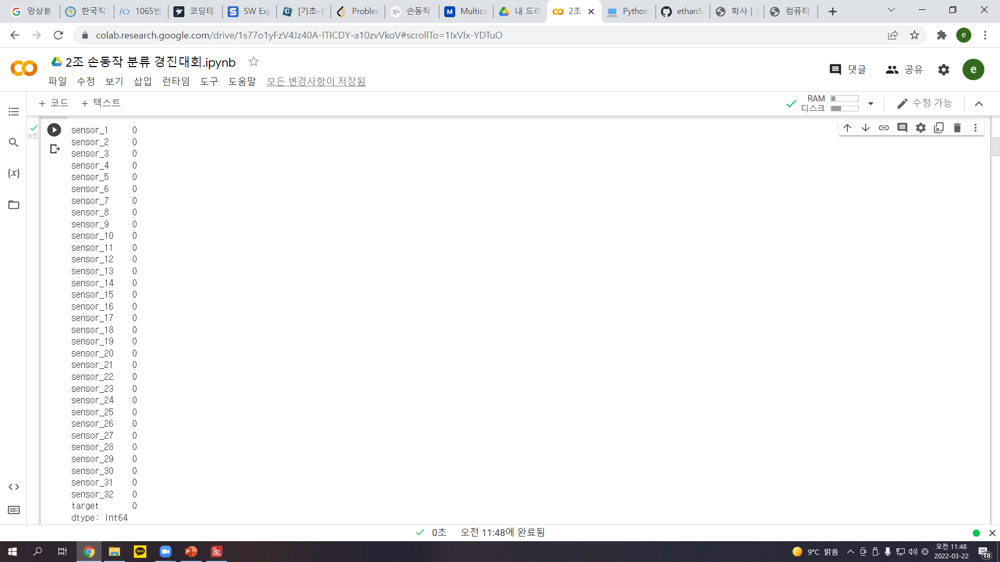 앙상블
한국직
1065번
코딩테
SW Exp
[기초-
Problem
손동작
Multica
내 드라
2조
Python
ethan5
학사 |
컴퓨터
colab.research.google.com/drive/1s77o1yFzV4Jz40A-lTICDY-a10zvVkoV#scrollTo=1IxVlx-YDTuO
e
2조 손동작 분류 경진대회.ipynb
댓글
공유
e
파일 수정 보기 삽입 런타임 도구 도움말 모든 변경사항이 저장됨
+ 코드 + 텍스트
RAM
디스크
수정 가능
0초
{x}
sensor_1 0
sensor_2 0
sensor_3 0
sensor_4 0
sensor_5 0
sensor_6 0
sensor_7 0
sensor_8 0
sensor_9 0
sensor_10 0
sensor_11 0
sensor_12 0
sensor_13 0
sensor_14 0
sensor_15 0
sensor_16 0
sensor_17 0
sensor_18 0
sensor_19 0
sensor_20 0
sensor_21 0
sensor_22 0
sensor_23 0
sensor_24 0
sensor_25 0
sensor_26 0
sensor_27 0
sensor_28 0
sensor_29 0
sensor_30 0
sensor_31 0
sensor_32 0
target 0
dtype: int64
0초 오전 11:48에 완료됨
TALK
9°C 맑음
오전 11:48
2022-03-22
18